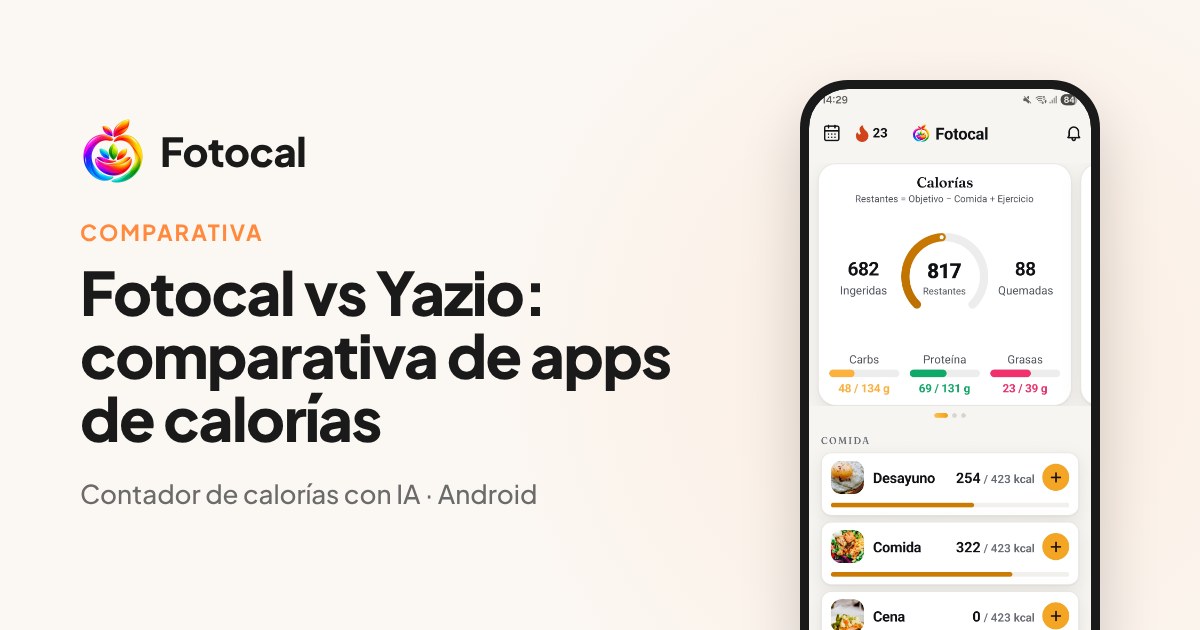 Fotocal
COMPARATIVA
Fotocal vs Yazio:
comparativa de apps
de calorías
Contador de calorías con IA · Android
14:29
84
23
Fotocal
Calorías
Restantes = Objetivo − Comida + Ejercicio
682
Ingeridas
817
Restantes
88
Quemadas
Carbs
Proteína
Grasas
48 / 134 g
69 / 131 g
23 / 39 g
COMIDA
Desayuno 254 / 423 kcal
Comida 322 / 423 kcal
Cena 0 / 423 kcal